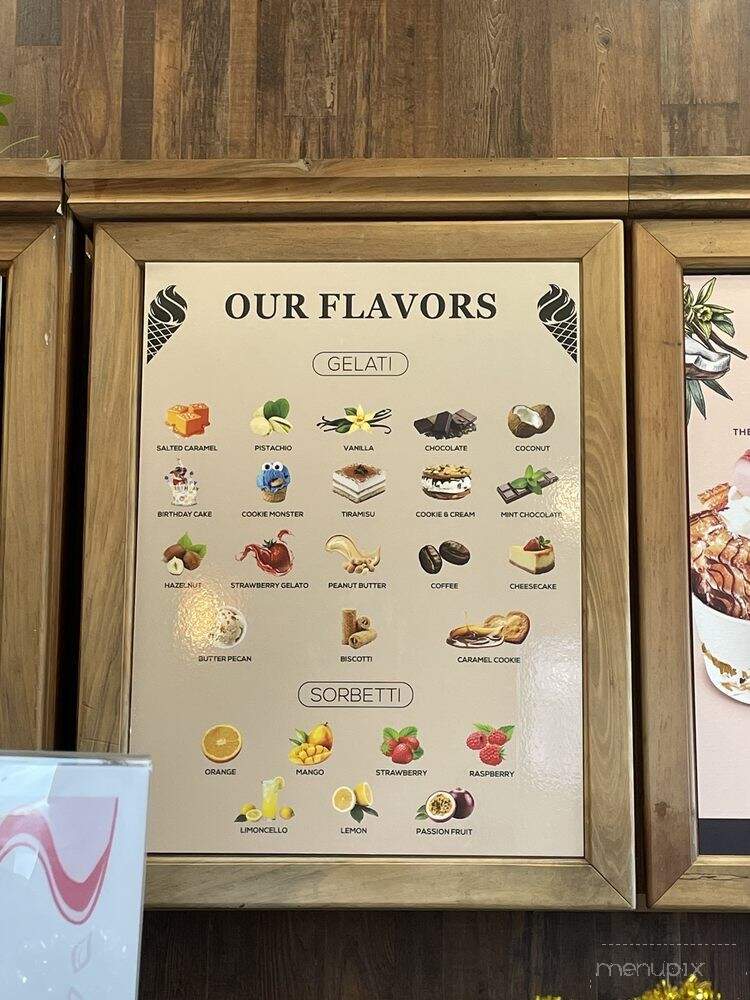 OUR FLAVORS
GELATI
SALTED CARAMEL PISTACHIO VANILLA CHOCOLATE COCONUT
BIRTHDAY CAKE COOKIE MONSTER TIRAMISU COOKIE & CREAM MINT CHOCOLATE
HAZELNUT STRAWBERRY GELATO PEANUT BUTTER COFFEE CHEESECAKE
BUTTER PECAN BISCOTTI CARAMEL COOKIE
SORBETTI
ORANGE MANGO STRAWBERRY RASPBERRY
LIMONCELLO LEMON PASSION FRUIT
THE
menupix